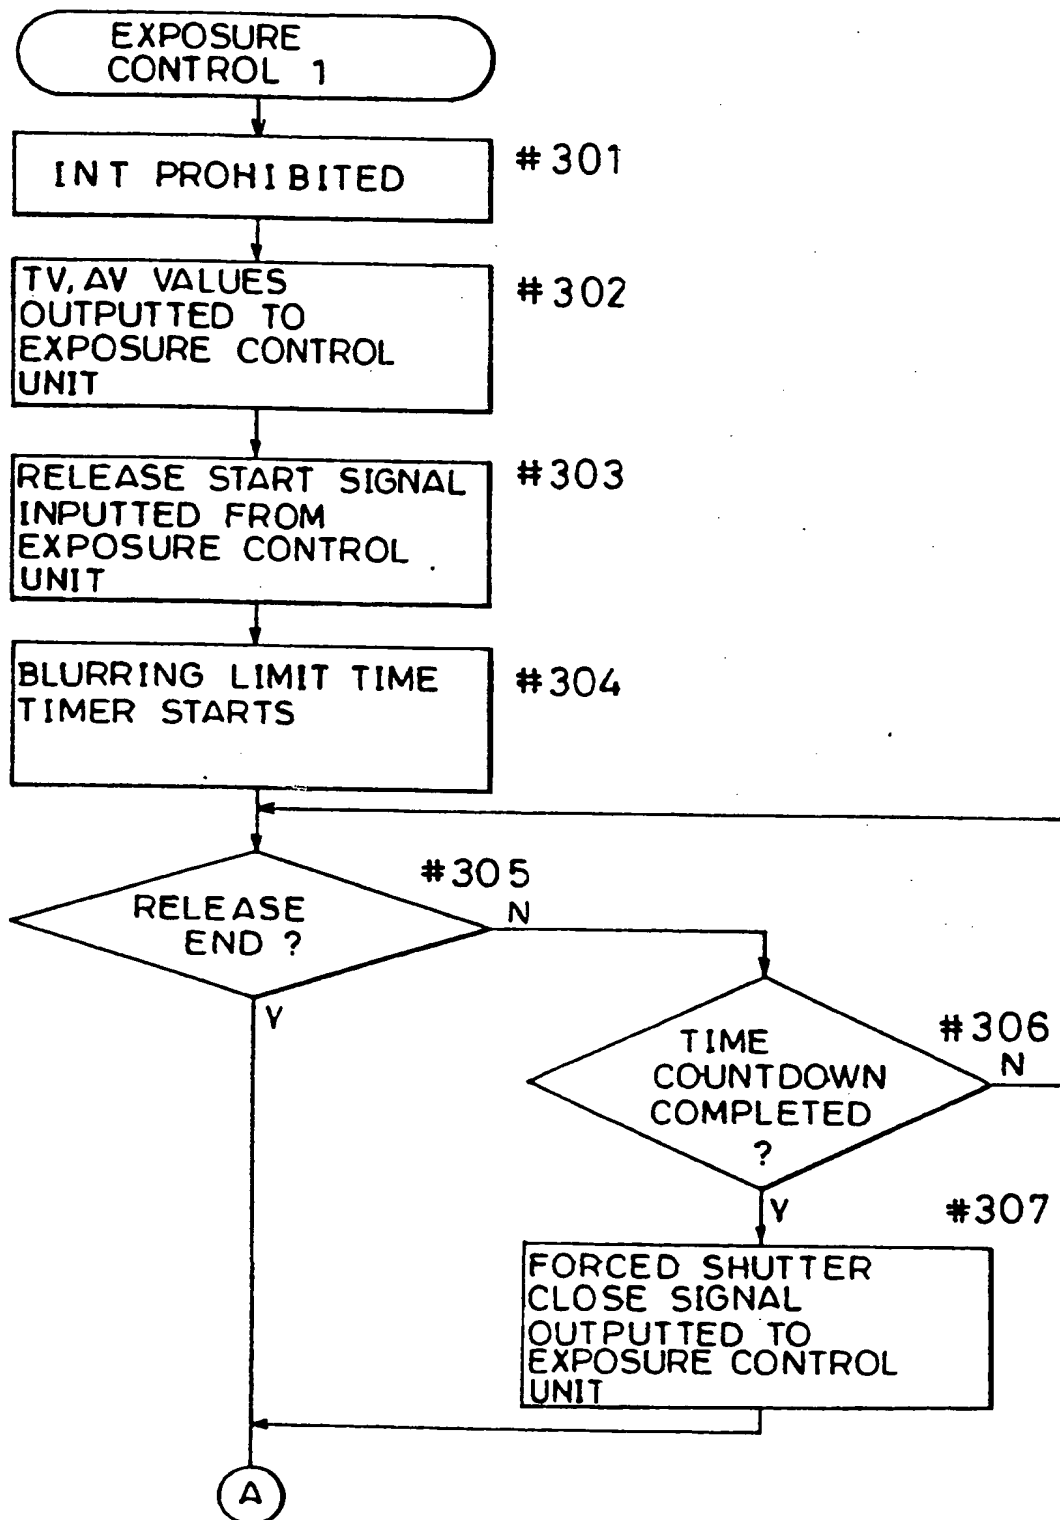 EXPOSURE
CONTROL 1
INT PROHIBITED
#301
TV, AV VALUES
OUTPUTTED TO
EXPOSURE CONTROL
UNIT
#302
RELEASE START SIGNAL
INPUTTED FROM
EXPOSURE CONTROL
UNIT
#303
BLURRING LIMIT TIME
TIMER STARTS
#304
RELEASE
END ?
#305
N
Y
TIME
COUNTDOWN
COMPLETED
?
#306
N
Y
#307
FORCED SHUTTER
CLOSE SIGNAL
OUTPUTTED TO
EXPOSURE CONTROL
UNIT
A